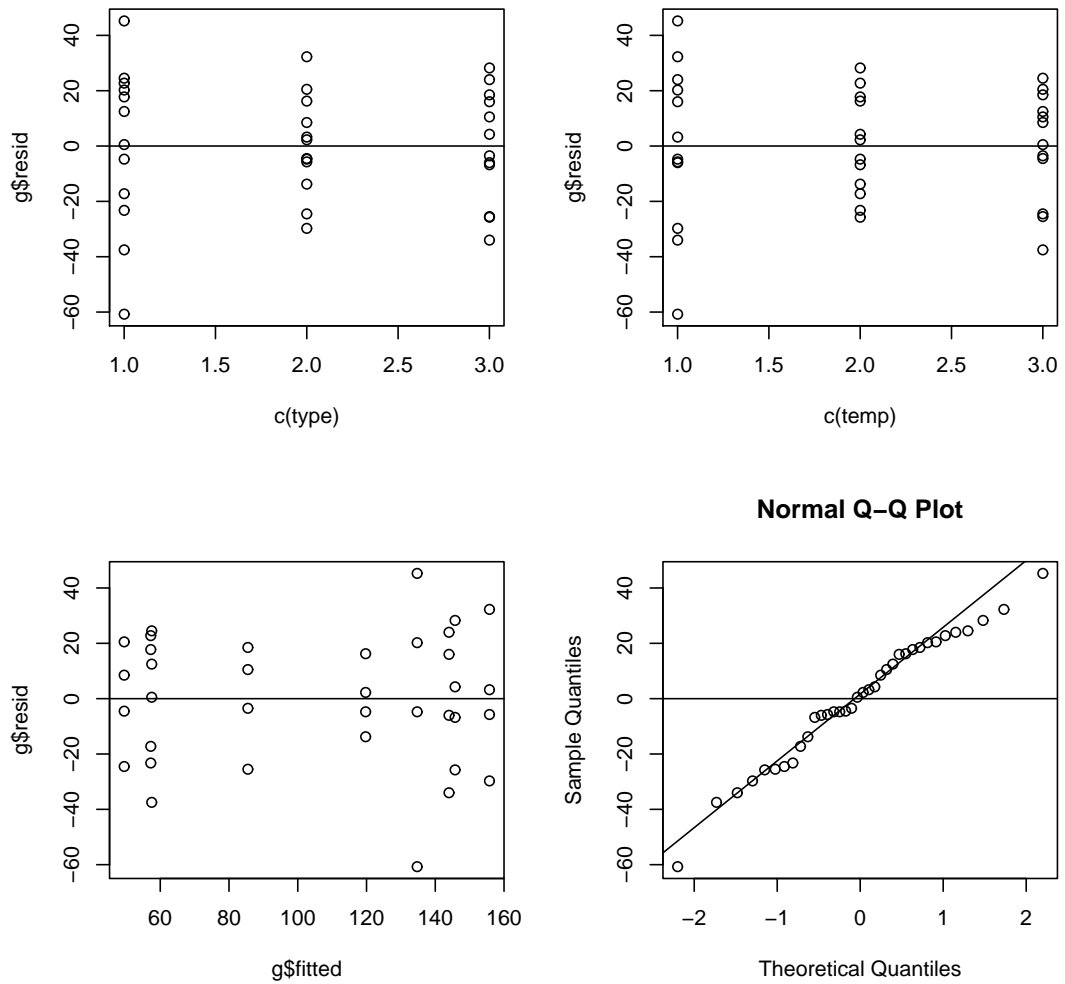 g$resid
40
20
0
−20
−40
−60
1.0 1.5 2.0 2.5 3.0
c(type)
g$resid
40
20
0
−20
−40
−60
1.0 1.5 2.0 2.5 3.0
c(temp)
g$resid
40
20
0
−20
−40
−60
60 80 100 120 140 160
g$fitted
Normal Q−Q Plot
Sample Quantiles
40
20
0
−20
−40
−60
−2 −1 0 1 2
Theoretical Quantiles